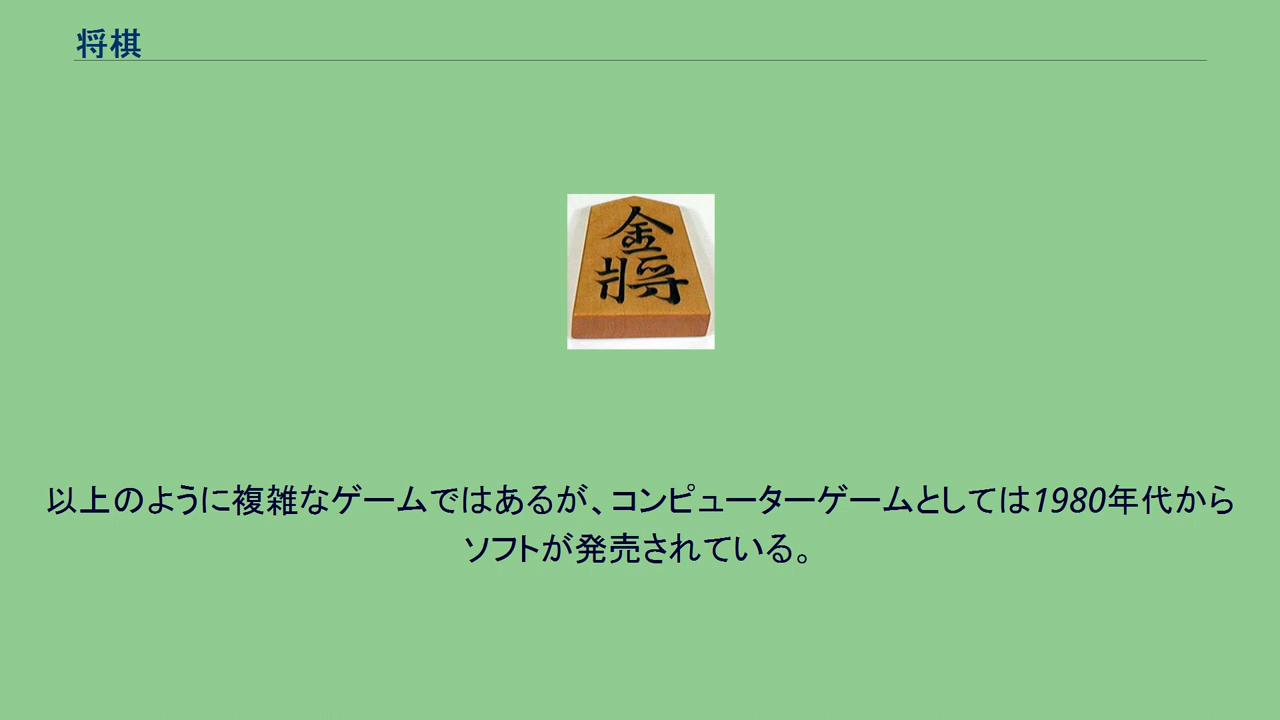 将棋
金
將
以上のように複雑なゲームではあるが、コンピューターゲームとしては1980年代から
ソフトが発売されている。